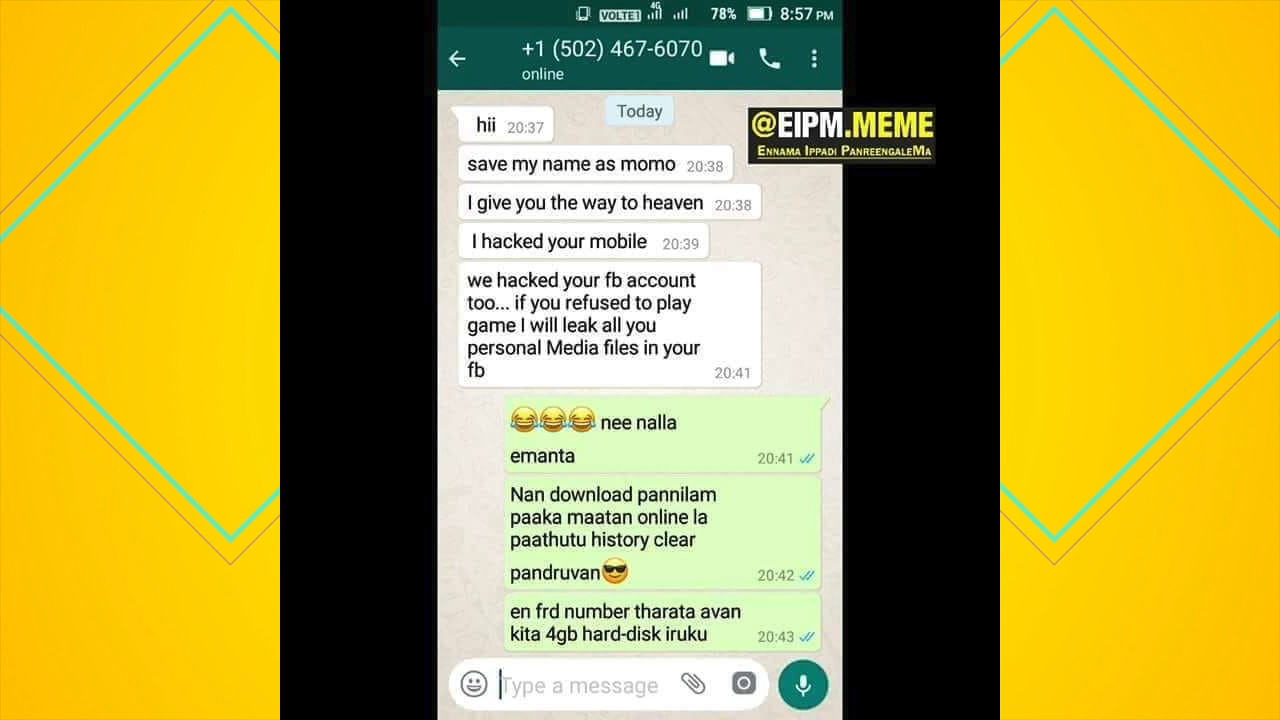 VOLTE1 4G 78% 8:57 PM
+1 (502) 467-6070
online
Today
hii 20:37
@EIPM.MEME
ENNAMA IPPADI PANREENGALEMA
save my name as momo 20:38
I give you the way to heaven 20:38
I hacked your mobile 20:39
we hacked your fb account
too... if you refused to play
game I will leak all you
personal Media files in your
fb 20:41
😂😂😂 nee nalla
emanta 20:41
Nan download pannilam
paaka maatan online la
paathutu history clear
pandruvan😎 20:42
en frd number tharata avan
kita 4gb hard-disk iruku 20:43
Type a message